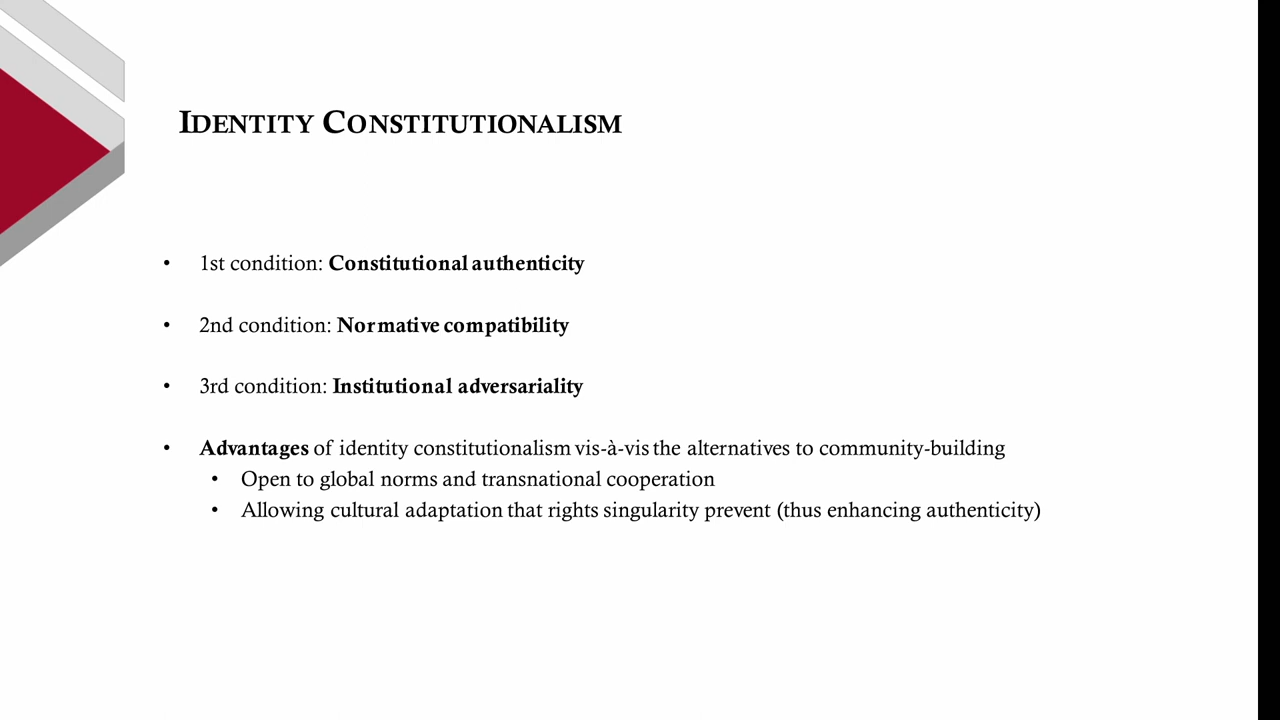 IDENTITY CONSTITUTIONALISM
• 1st condition: Constitutional authenticity
• 2nd condition: Normative compatibility
• 3rd condition: Institutional adversariality
• Advantages of identity constitutionalism vis-à-vis the alternatives to community-building
• Open to global norms and transnational cooperation
• Allowing cultural adaptation that rights singularity prevent (thus enhancing authenticity)